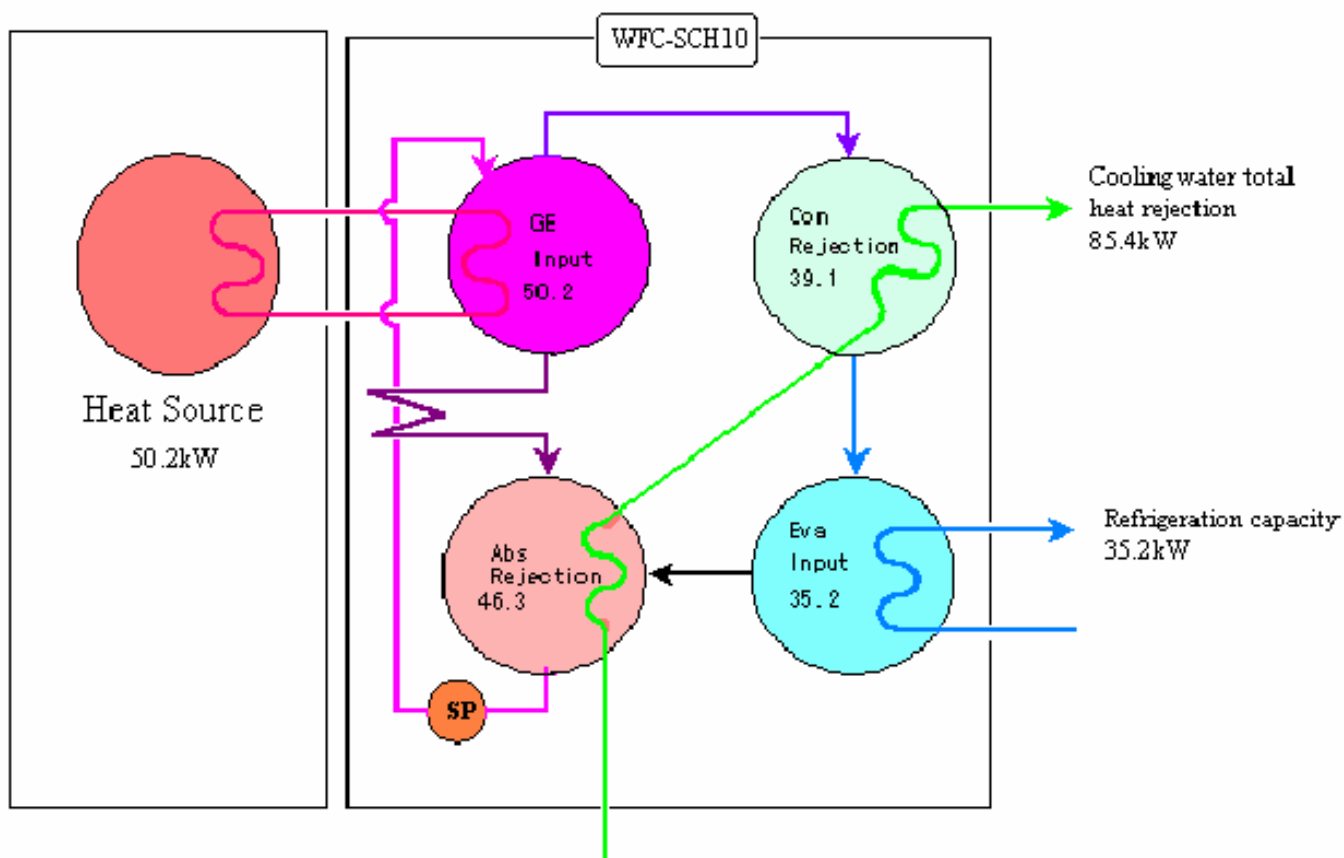 WFC-SCH10
Cooling water total
heat rejection
85.4kW
GE
Input
50.2
Com
Rejection
39.1
Heat Source
50.2kW
Abs
Rejection
46.3
Eva
Input
35.2
Refrigeration capacity
35.2kW
SP